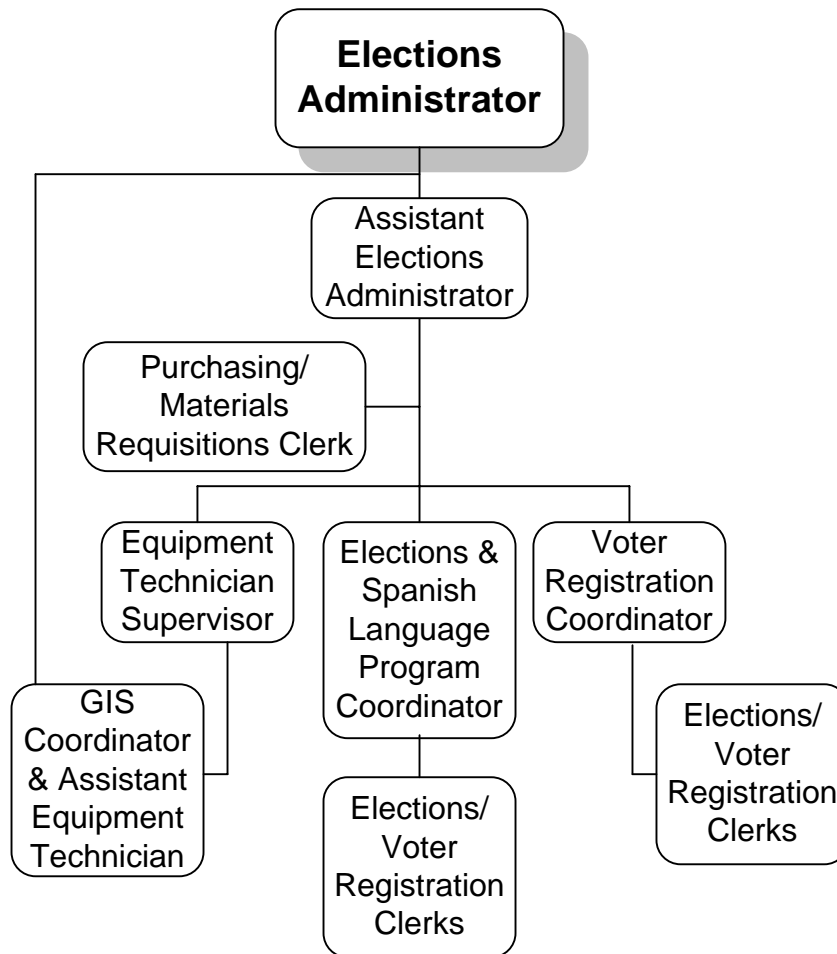 Elections
Administrator
Assistant
Elections
Administrator
Purchasing/
Materials
Requisitions Clerk
Equipment
Technician
Supervisor
Elections &
Spanish
Language
Program
Coordinator
Voter
Registration
Coordinator
GIS
Coordinator
& Assistant
Equipment
Technician
Elections/
Voter
Registration
Clerks
Elections/
Voter
Registration
Clerks